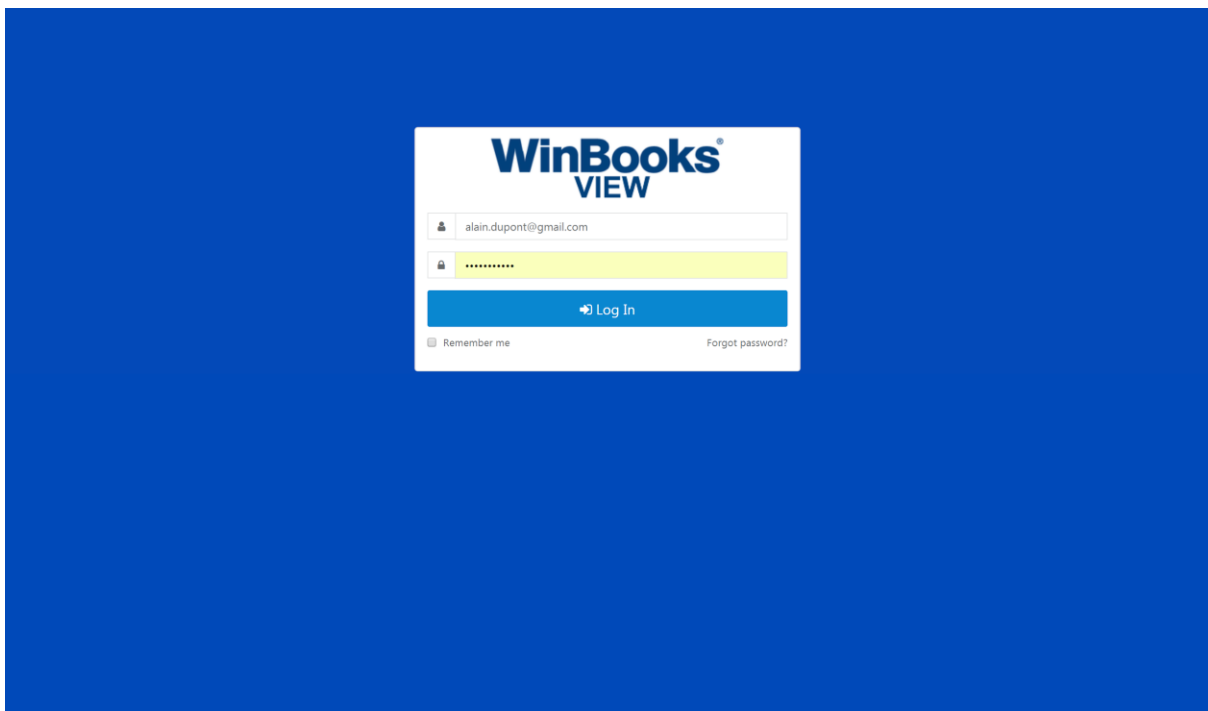 WinBooks®
VIEW
alain.dupont@gmail.com
•••••••••••
Log In
Remember me Forgot password?